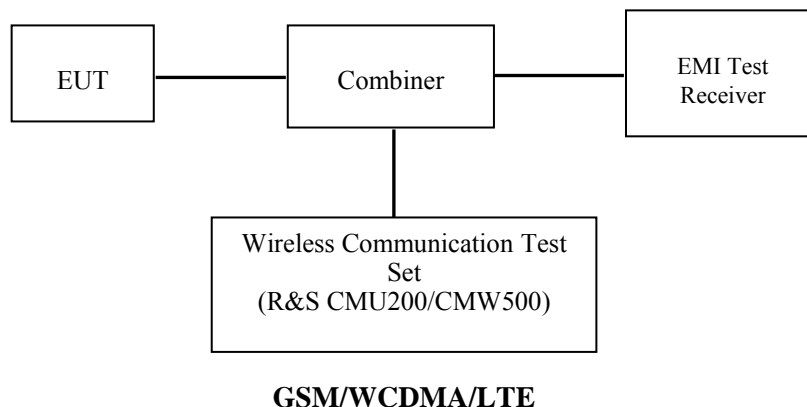 EUT
Combiner
EMI Test
Receiver
Wireless Communication Test
Set
(R&S CMU200/CMW500)
GSM/WCDMA/LTE